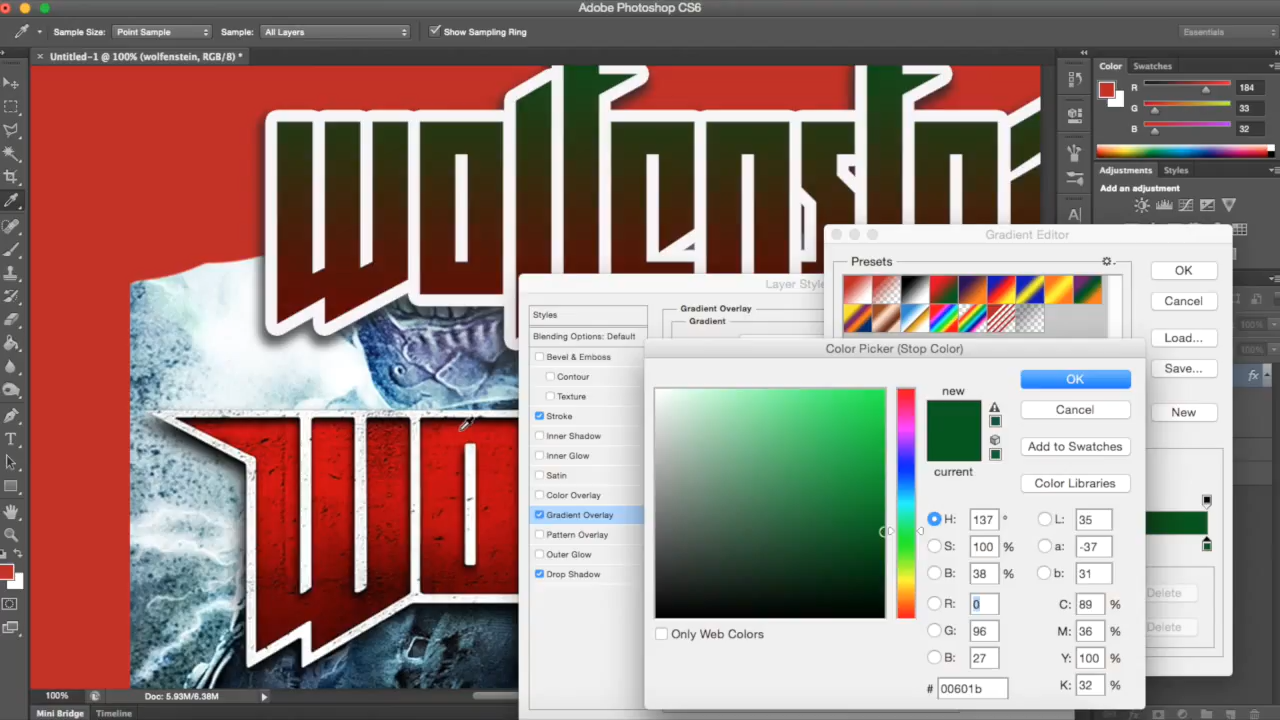 Adobe Photoshop CS6
Sample Size: Point Sample Sample: All Layers Show Sampling Ring Essentials
× Untitled-1 @ 100% (wolfenstein, RGB/8) *
Color Swatches
R 184
G 33
B 32
Adjustments Styles
Add an adjustment
wolfenstei
Gradient Editor
Presets
OK
Cancel
Load...
Save...
New
Delete
Delete
Layer Style
Styles
Blending Options: Default
Bevel & Emboss
Contour
Texture
Stroke
Inner Shadow
Inner Glow
Satin
Color Overlay
Gradient Overlay
Pattern Overlay
Outer Glow
Drop Shadow
Gradient Overlay
Gradient
Color Picker (Stop Color)
new
current
OK
Cancel
Add to Swatches
Color Libraries
H: 137 ° L: 35
S: 100 % a: -37
B: 38 % b: 31
R: 0 C: 89 %
G: 96 M: 36 %
B: 27 Y: 100 %
# 00601b K: 32 %
Only Web Colors
WO
fx
100% Doc: 5.93M/6.38M
Mini Bridge Timeline